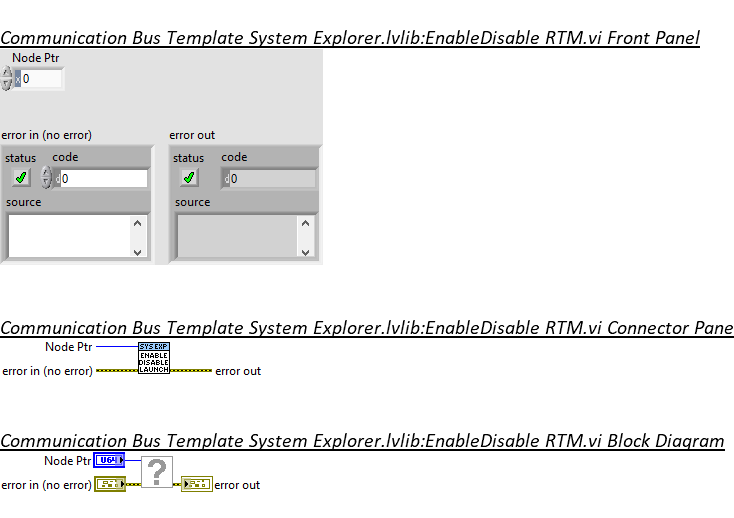 Communication Bus Template System Explorer.lvlib:EnableDisable RTM.vi Front Panel
Node Ptr
x 0
error in (no error)
error out
status code
status code
d 0
d 0
source
source
Communication Bus Template System Explorer.lvlib:EnableDisable RTM.vi Connector Pane
Node Ptr
SYS EXP
ENABLE
DISABLE
LAUNCH
error in (no error)
error out
Communication Bus Template System Explorer.lvlib:EnableDisable RTM.vi Block Diagram
Node Ptr
U64
?
error in (no error)
error out